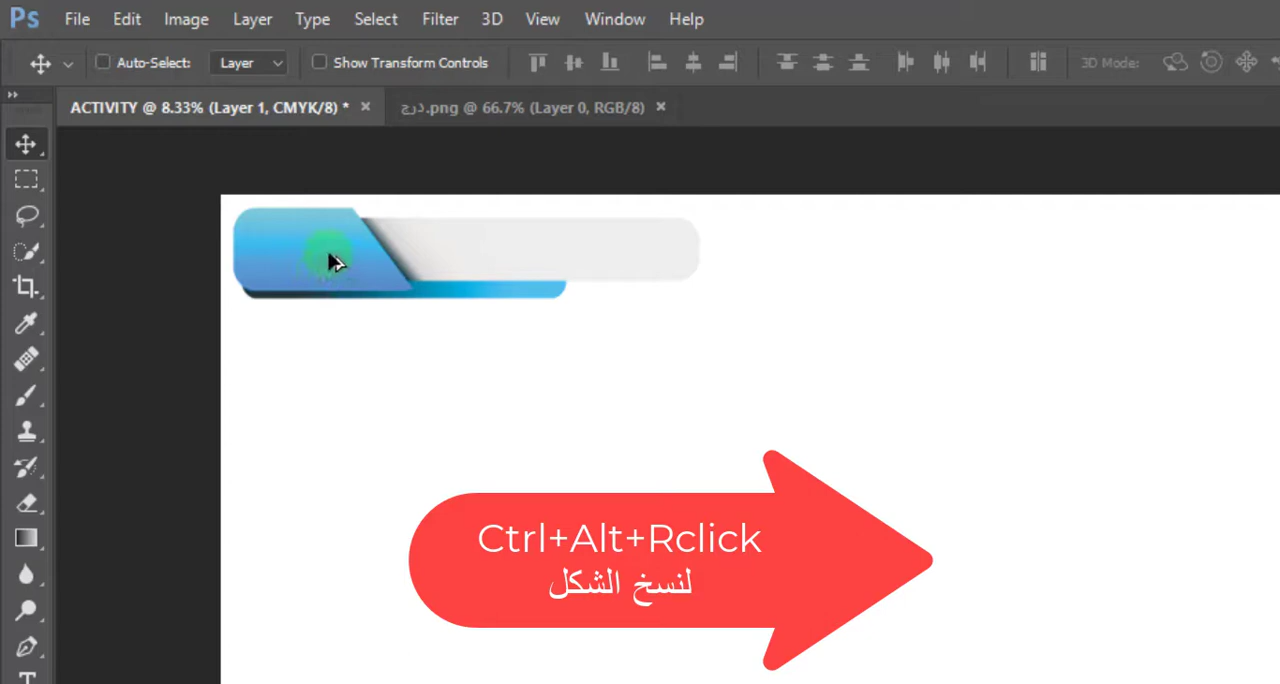 Ps File Edit Image Layer Type Select Filter 3D View Window Help
Auto-Select: Layer Show Transform Controls 3D Mode:
ACTIVITY @ 8.33% (Layer 1, CMYK/8) * × درج.png @ 66.7% (Layer 0, RGB/8) ×
Ctrl+Alt+Rclick
لنسخ الشكل
T